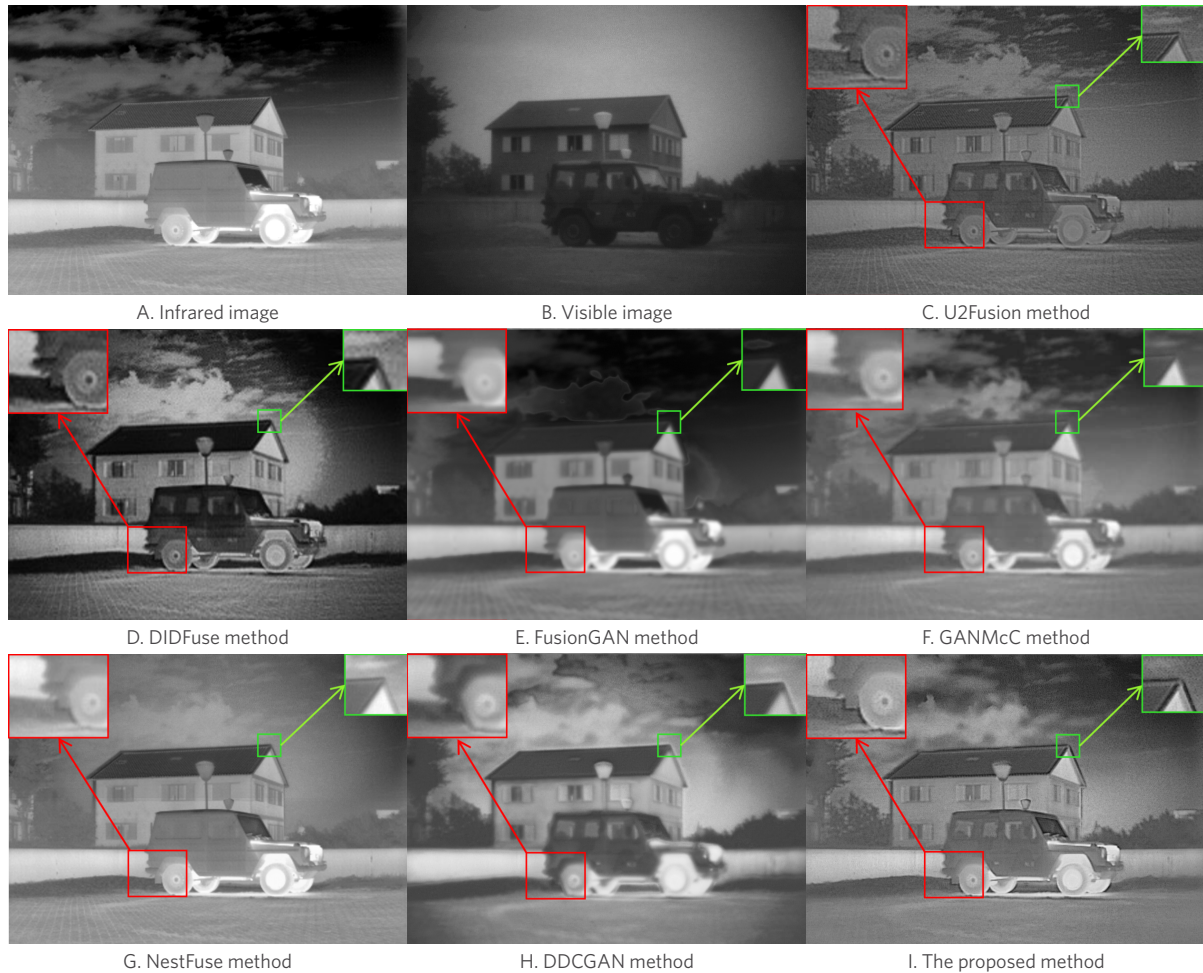 A. Infrared image
B. Visible image
C. U2Fusion method
D. DIDFuse method
E. FusionGAN method
F. GANMcC method
G. NestFuse method
H. DDCGAN method
I. The proposed method